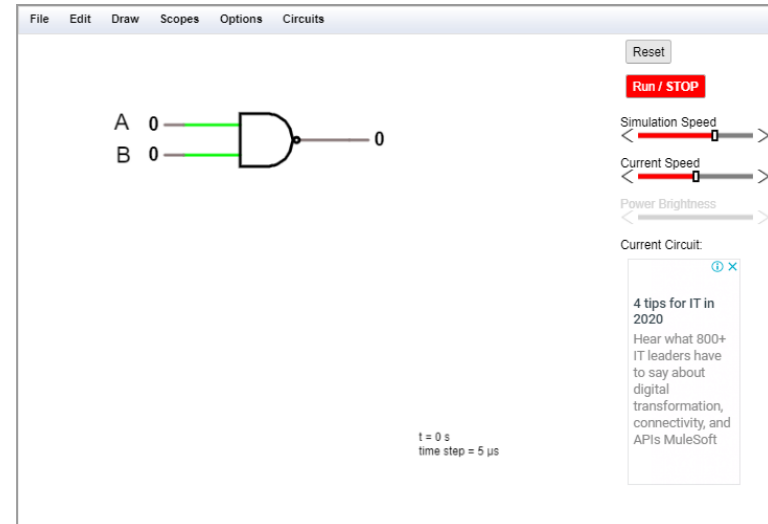 File Edit Draw Scopes Options Circuits
Reset
Run / STOP
A 0
0
B 0
Simulation Speed
Current Speed
Power Brightness
Current Circuit:
4 tips for IT in
2020
Hear what 800+
IT leaders have
to say about
digital
transformation,
connectivity, and
APIs MuleSoft
t = 0 s
time step = 5 µs